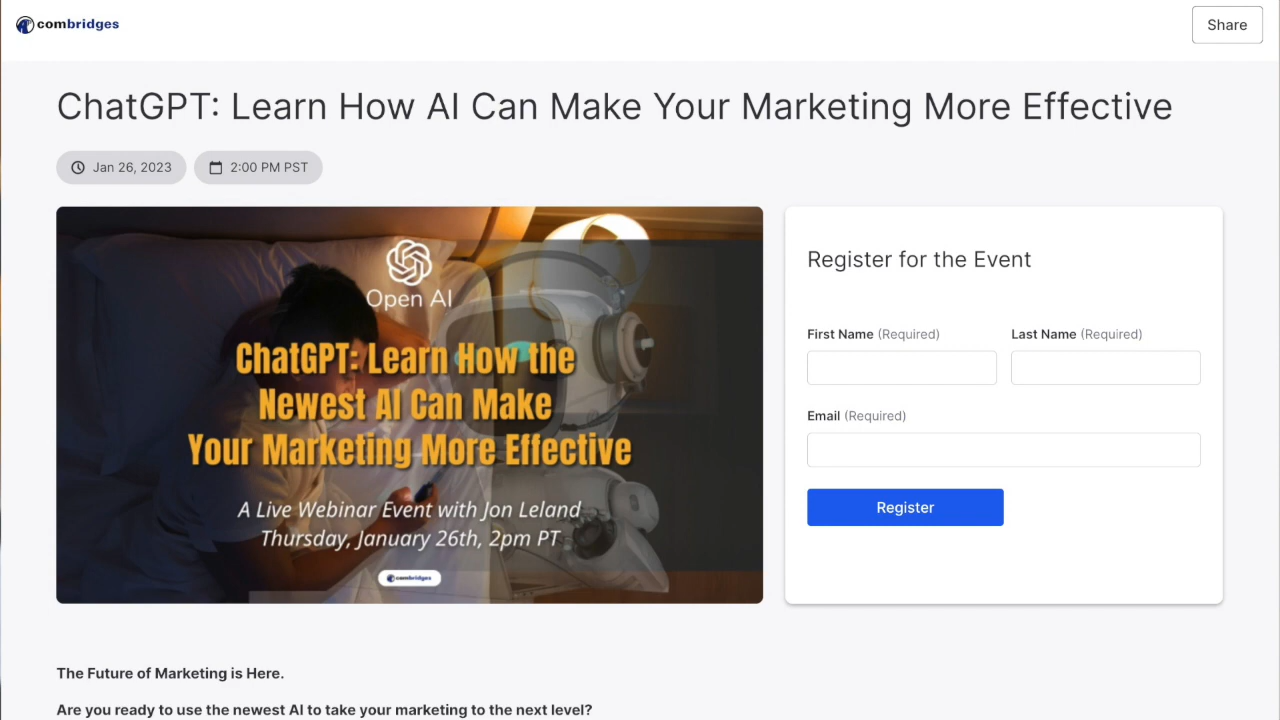 combridges
Share
ChatGPT: Learn How AI Can Make Your Marketing More Effective
Jan 26, 2023
2:00 PM PST
Open AI
ChatGPT: Learn How the
Newest AI Can Make
Your Marketing More Effective
A Live Webinar Event with Jon Leland
Thursday, January 26th, 2pm PT
combridges
Register for the Event
First Name (Required)
Last Name (Required)
Email (Required)
Register
The Future of Marketing is Here.
Are you ready to use the newest AI to take your marketing to the next level?